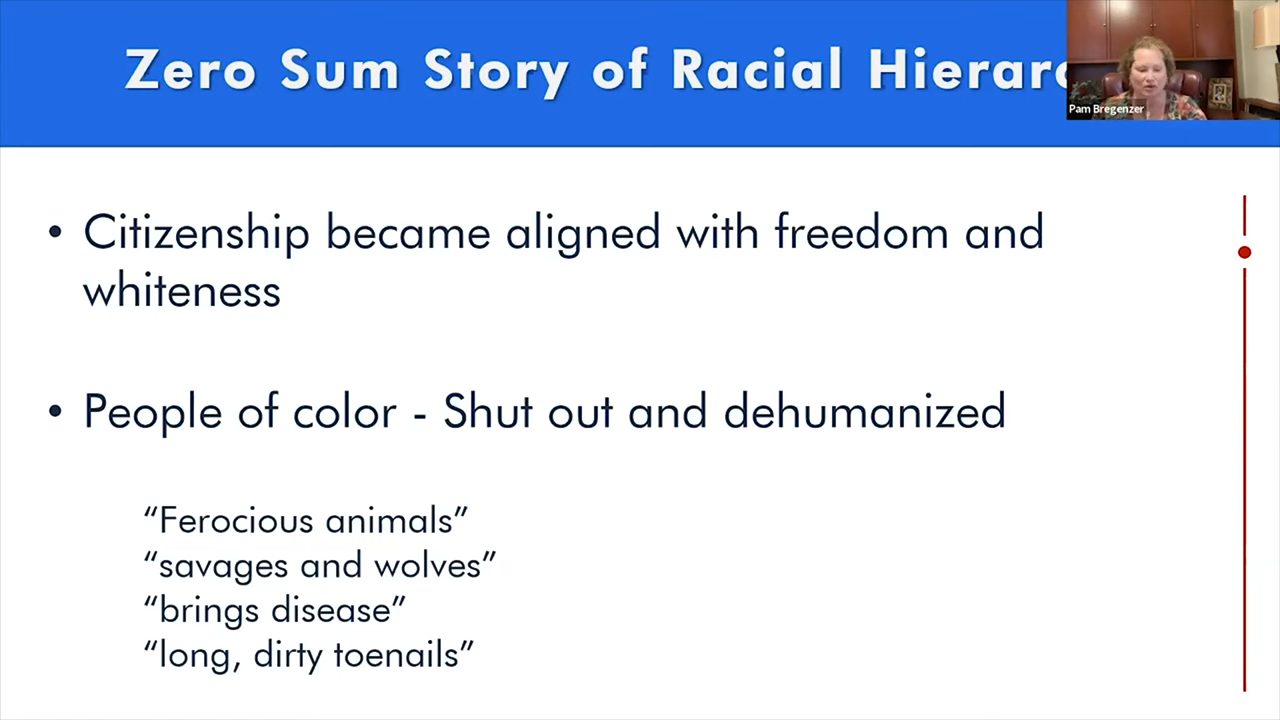 Zero Sum Story of Racial Hierarc
Pam Bregenzer
• Citizenship became aligned with freedom and
whiteness
• People of color - Shut out and dehumanized
“Ferocious animals”
“savages and wolves”
“brings disease”
“long, dirty toenails”